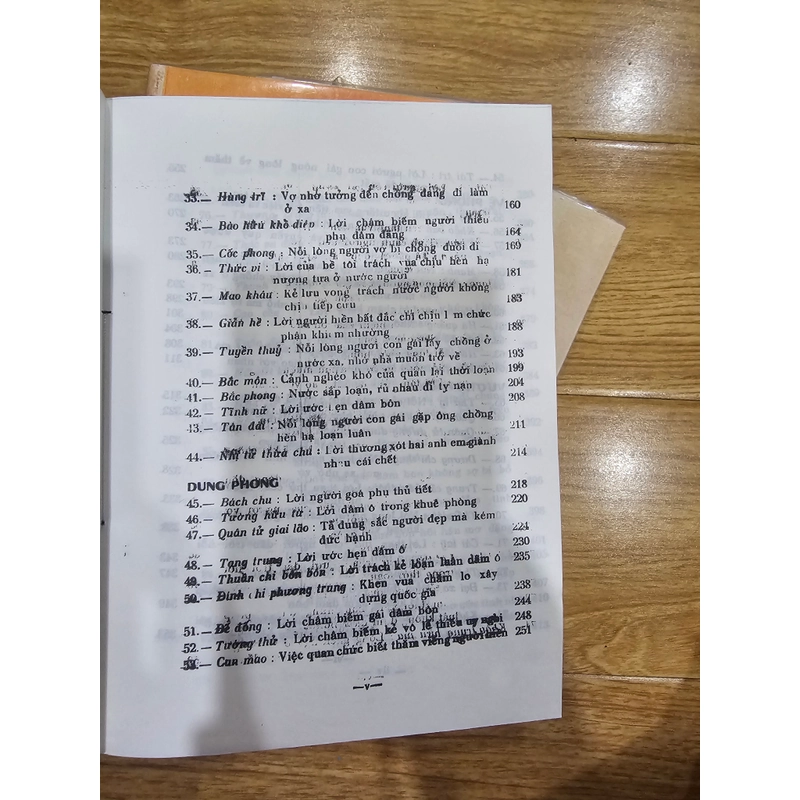 33.— Hùng trĩ : Vợ nhớ tưởng đến chồng đang đi làm
ở xa 160
34.— Bào hữu khổ diệp : Lời châm biếm người thiếu
phụ dâm đãng 164
35.— Cốc phong : Nỗi lòng người vợ bị chồng đuổi đi 169
36.— Thức vi : Lời của bề tôi trách vua chịu hèn hạ
nương tựa ở nước người 181
37.— Mao khâu : Kẻ lưu vong trách nước người không
chịu tiếp cứu 183
38.— Giản hề : Lời người hiền bất đắc chí chịn làm chức
phận khiêm nhường 188
39.— Tuyền thuỷ : Nỗi lòng người con gái lấy chồng ở
nước xa, nhớ nhà muốn trở về 193
40.— Bắc môn : Cảnh nghèo khổ của quan lại thời loạn 199
41.— Bắc phong : Nước sắp loạn, rủ nhau đi tỵ nạn 204
42.— Tĩnh nữ : Lời ước hẹn dâm bôn 208
43.— Tân đài : Nỗi lòng người con gái gặp ông chồng
hèn hạ loạn luân 211
44.— Nhị tử thừa chu : Lời thương xót hai anh em giành
nhau cái chết 214
DUNG PHONG
45.— Bách chu : Lời người goá phụ thủ tiết 218
46.— Tường hữu từ : Lời dâm ô trong khuê phòng 220
47.— Quân tử giai lão : Tả dung sắc người đẹp mà kém
đức hạnh 224
48.— Tang trung : Lời ước hẹn dâm ô 230
49.— Thuần chi bôn bôn : Lời trách kẻ loạn luân dâm ô 235
50.— Đính chi phương trung : Khen vua chăm lo xây
dựng quốc gia 238
51.— Đế đông : Lời châm biếm gái dâm bôn 244
52.— Tướng thử : Lời châm biếm kẻ vô lễ thiếu uy nghi 248
53.— Can mao : Việc quan chức biết thăm viếng người hiền 251
—v—